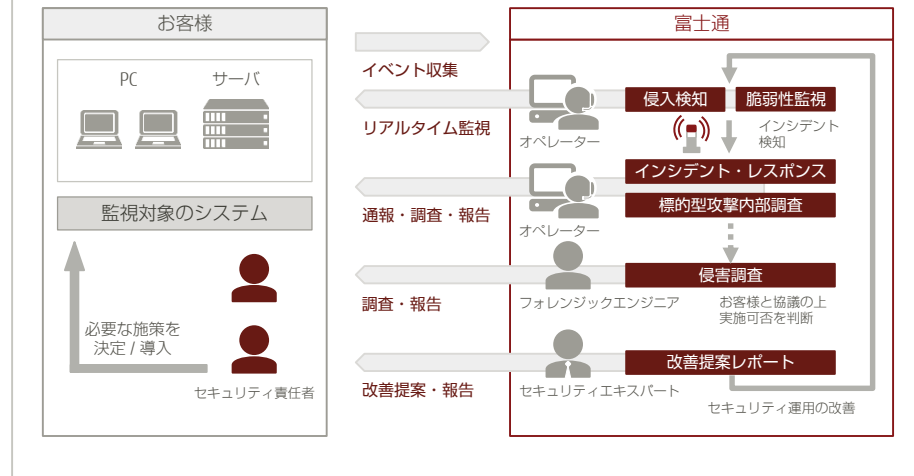 お客様
PC
サーバ
監視対象のシステム
必要な施策を
決定 / 導入
セキュリティ責任者
イベント収集
リアルタイム監視
通報・調査・報告
調査・報告
改善提案・報告
富士通
オペレーター
侵入検知
脆弱性監視
インシデント
検知
オペレーター
インシデント・レスポンス
標的型攻撃内部調査
フォレンジックエンジニア
侵害調査
お客様と協議の上
実施可否を判断
セキュリティエキスパート
改善提案レポート
セキュリティ運用の改善